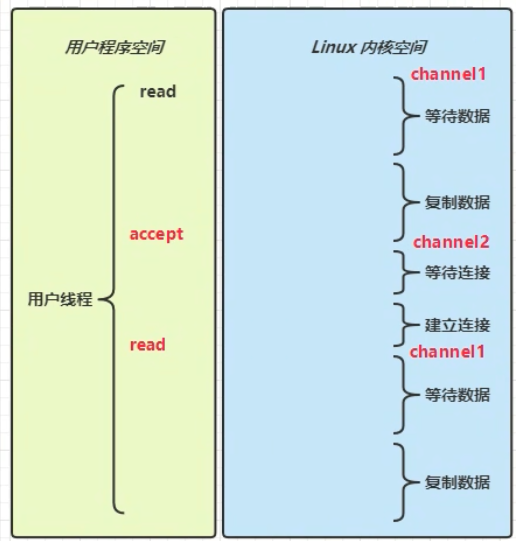 用户程序空间
Linux 内核空间
read
channel1
等待数据
复制数据
accept
channel2
等待连接
用户线程
建立连接
read
channel1
等待数据
复制数据